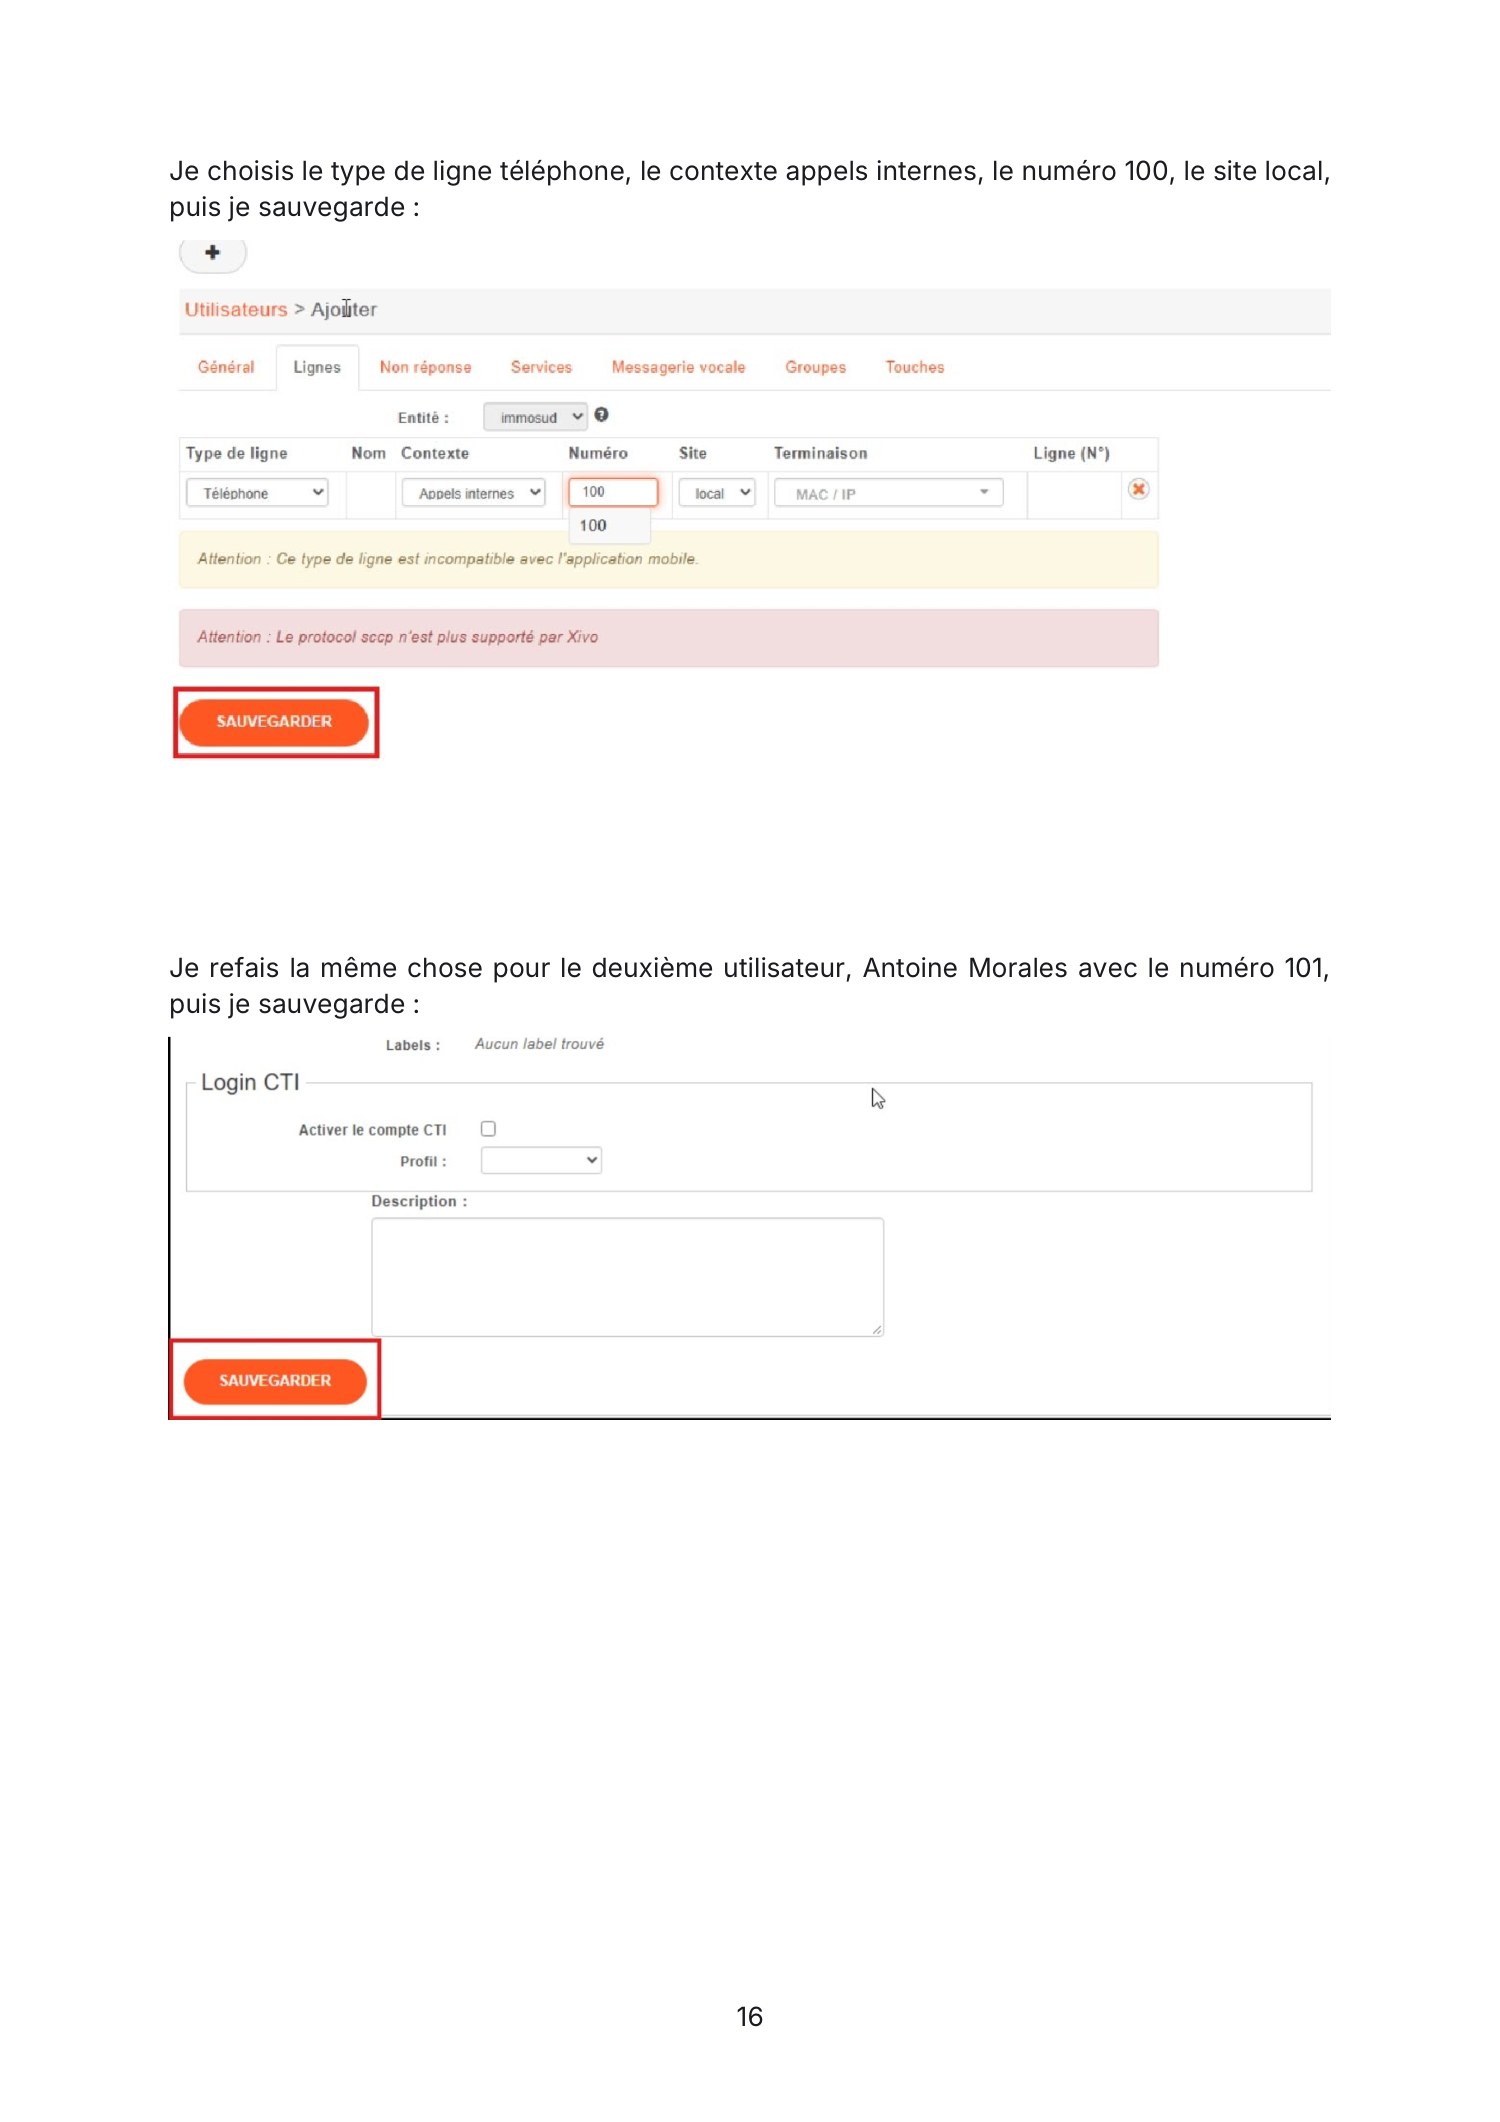 Je choisis le type de ligne téléphone, le contexte appels internes, le numéro 100, le site local,
puis je sauvegarde :
Utilisateurs > Ajouter
Général Lignes Non réponse Services Messagerie vocale Groupes Touches
Entité : immosud
Type de ligne Nom Contexte Numéro Site Terminaison Ligne (N°)
Téléphone Appels internes 100 local MAC / IP
100
Attention : Ce type de ligne est incompatible avec l'application mobile.
Attention : Le protocol sccp n'est plus supporté par Xivo
SAUVEGARDER
Je refais la même chose pour le deuxième utilisateur, Antoine Morales avec le numéro 101,
puis je sauvegarde :
Labels : Aucun label trouvé
Login CTI
Activer le compte CTI
Profil :
Description :
SAUVEGARDER
16